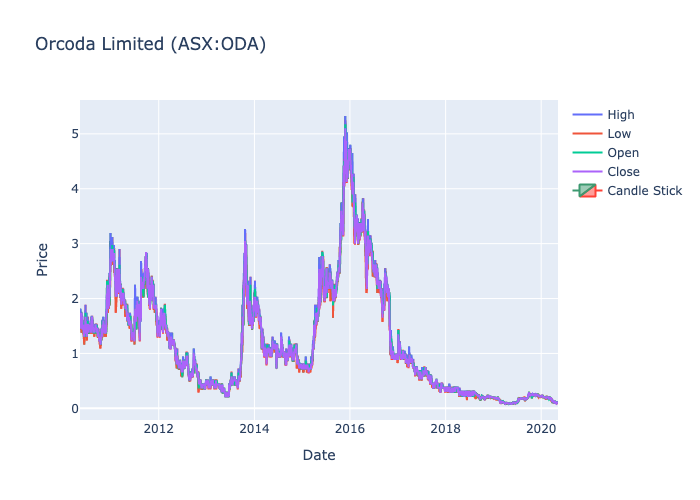 Orcoda Limited (ASX:ODA)
High
Low
Open
Close
Candle Stick
Price
5
4
3
2
1
0
2012 2014 2016 2018 2020
Date